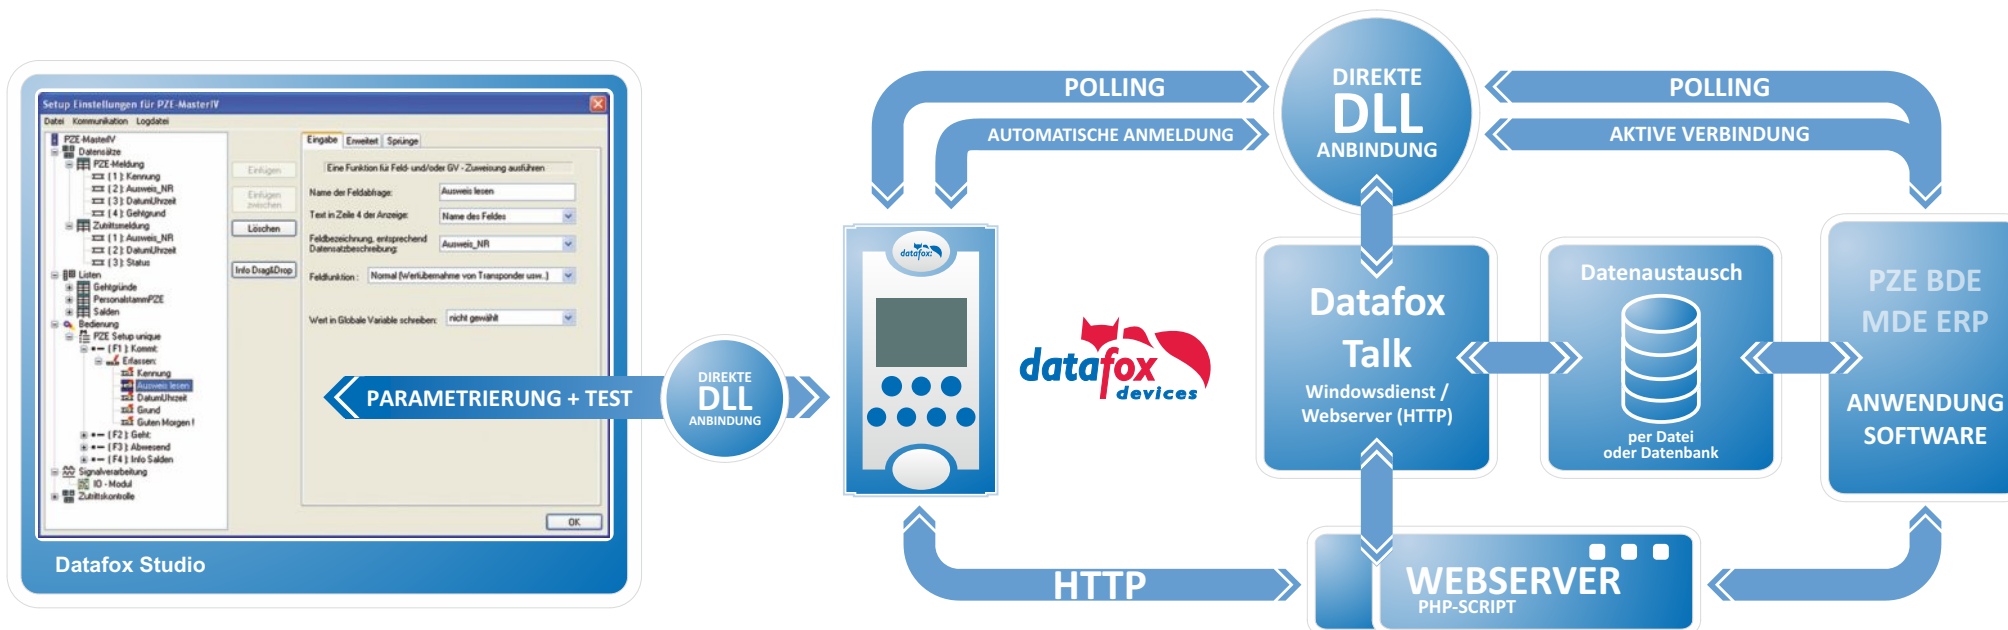 Setup Einstellungen für PZE-MasterIV
Datei Kommunikation Logdatei
PZE-MasterIV
Datensätze
PZE-Meldung
( 1 ): Kennung
( 2 ): Ausweis_NR
( 3 ): DatumUhrzeit
( 4 ): Gehtgrund
Zutrittsmeldung
( 1 ): Ausweis_NR
( 2 ): DatumUhrzeit
( 3 ): Status
Listen
Gehtgründe
PersonalstammPZE
Salden
Bedienung
PZE Setup unique
( F1 ): Kommt:
Erfassen:
Kennung
Ausweis lesen
DatumUhrzeit
Grund
Guten Morgen !
( F2 ): Geht:
( F3 ): Abwesend
( F4 ): Info Salden
Signalverarbeitung
IO - Modul
Zutrittskontrolle
Einfügen
Einfügen
zwischen
Löschen
Info Drag&Drop
Eingabe Erweitert Sprünge
Eine Funktion für Feld- und/oder GV - Zuweisung ausführen
Name der Feldabfrage: Ausweis lesen
Text in Zeile 4 der Anzeige: Name des Feldes
Feldbezeichnung, entsprechend
Datensatzbeschreibung: Ausweis_NR
Feldfunktion : Normal (Wertübernahme von Transponder usw..)
Wert in Globale Variable schreiben: nicht gewählt
OK
PARAMETRIERUNG + TEST
Datafox Studio
DIREKTE
DLL
ANBINDUNG
POLLING
AUTOMATISCHE ANMELDUNG
datafox:
datafox
devices
HTTP
DIREKTE
DLL
ANBINDUNG
POLLING
AKTIVE VERBINDUNG
Datafox
Talk
Windowsdienst /
Webserver (HTTP)
Datenaustausch
per Datei
oder Datenbank
PZE BDE
MDE ERP
ANWENDUNG
SOFTWARE
WEBSERVER
PHP-SCRIPT